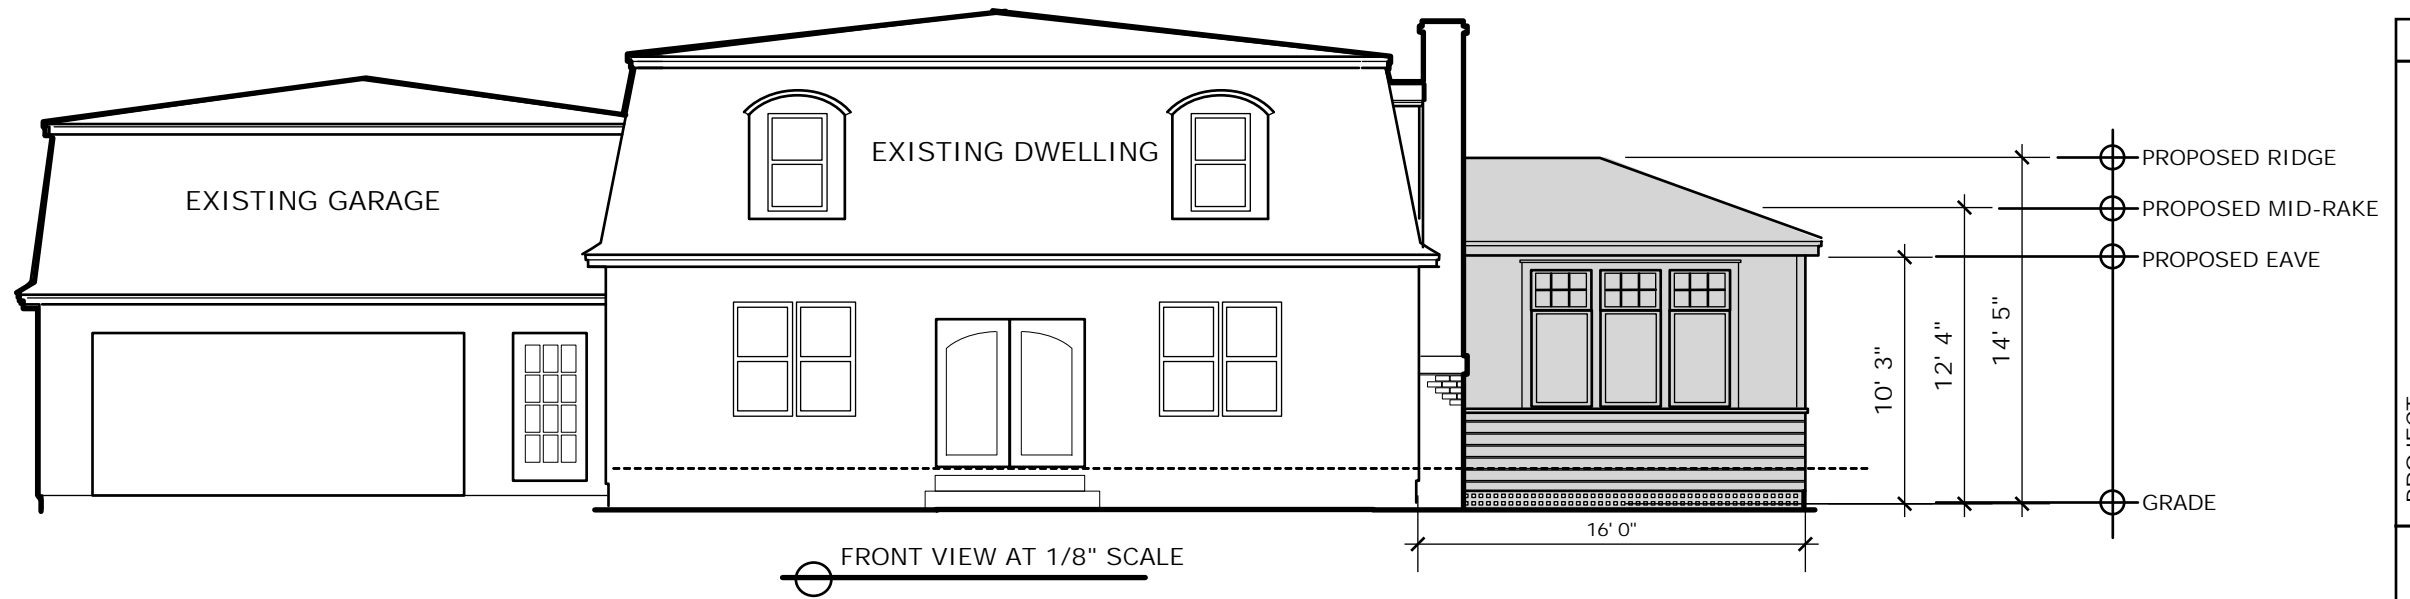 EXISTING DWELLING
EXISTING GARAGE
PROPOSED RIDGE
PROPOSED MID-RAKE
PROPOSED EAVE
10' 3"
12' 4"
14' 5"
GRADE
16' 0"
FRONT VIEW AT 1/8" SCALE
PROJECT